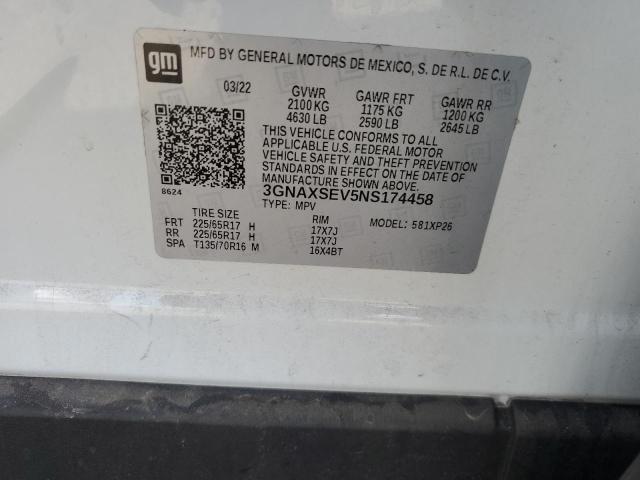 gm MFD BY GENERAL MOTORS DE MEXICO, S. DE R.L. DE C.V.
03/22 GVWR GAWR FRT GAWR RR
2100 KG 1175 KG 1200 KG
4630 LB 2590 LB 2645 LB
THIS VEHICLE CONFORMS TO ALL
APPLICABLE U.S. FEDERAL MOTOR
VEHICLE SAFETY AND THEFT PREVENTION
STANDARDS IN EFFECT ON THE DATE OF
MANUFACTURE SHOWN ABOVE.
8624 3GNAXSEV5NS174458
TYPE: MPV
TIRE SIZE RIM MODEL: 581XP26
FRT 225/65R17 H 17X7J
RR 225/65R17 H 17X7J
SPA T135/70R16 M 16X4BT